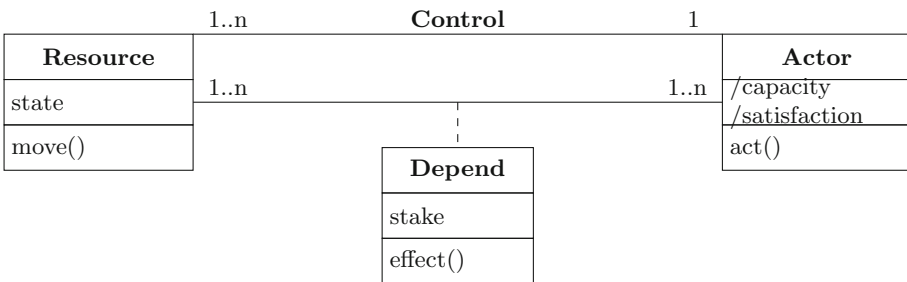 1..n Control 1
Resource
Actor
state
1..n
1..n
/capacity
/satisfaction
move()
act()
Depend
stake
effect()